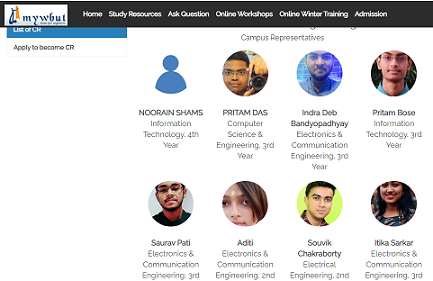 mywbut
Home Study Resources Ask Question Online Workshops Online Winter Training Admission
List of CR
Apply to become CR
Campus Representatives
NOORAIN SHAMS
Information
Technology, 4th
Year
PRITAM DAS
Computer
Science &
Engineering, 3rd
Year
Indra Deb
Bandyopadhyay
Electronics &
Communication
Engineering, 3rd
Year
Pritam Bose
Information
Technology, 3rd
Year
Saurav Pati
Electronics &
Communication
Engineering, 3rd
Aditi
Electronics &
Communication
Engineering, 2nd
Souvik
Chakraborty
Electrical
Engineering, 2nd
Itika Sarkar
Electronics &
Communication
Engineering, 3rd